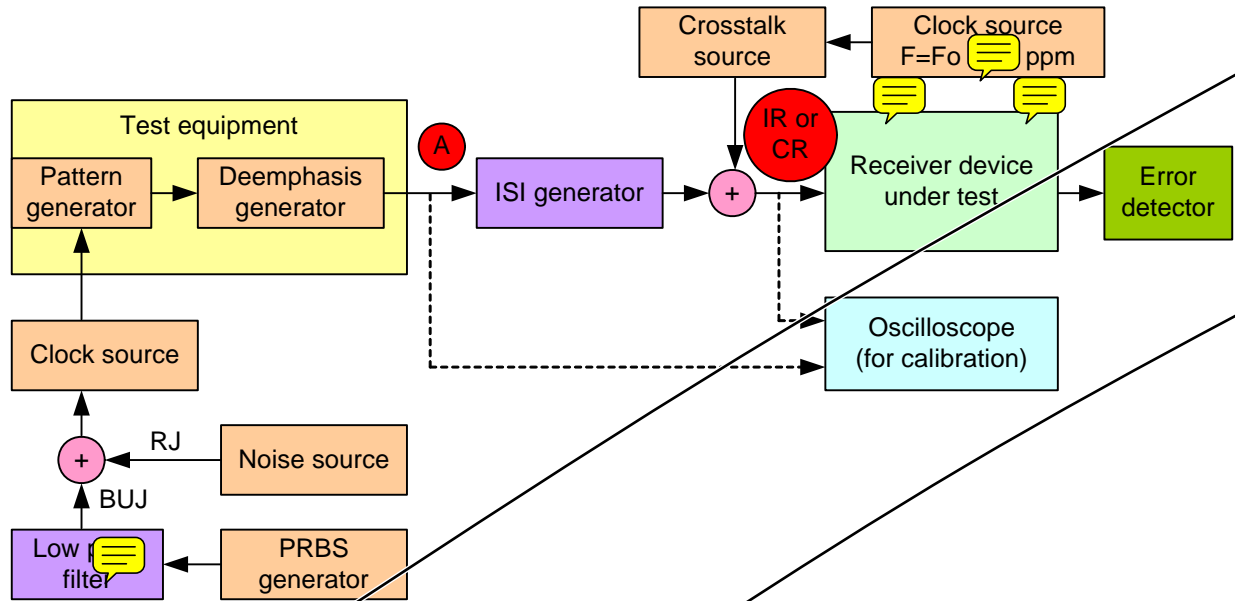 Crosstalk
source
Clock source
F=Fo ppm
Test equipment
Pattern
generator
Deemphasis
generator
A
ISI generator
+
IR or
CR
Receiver device
under test
Error
detector
Clock source
Oscilloscope
(for calibration)
+
RJ
Noise source
BUJ
Low
filter
PRBS
generator